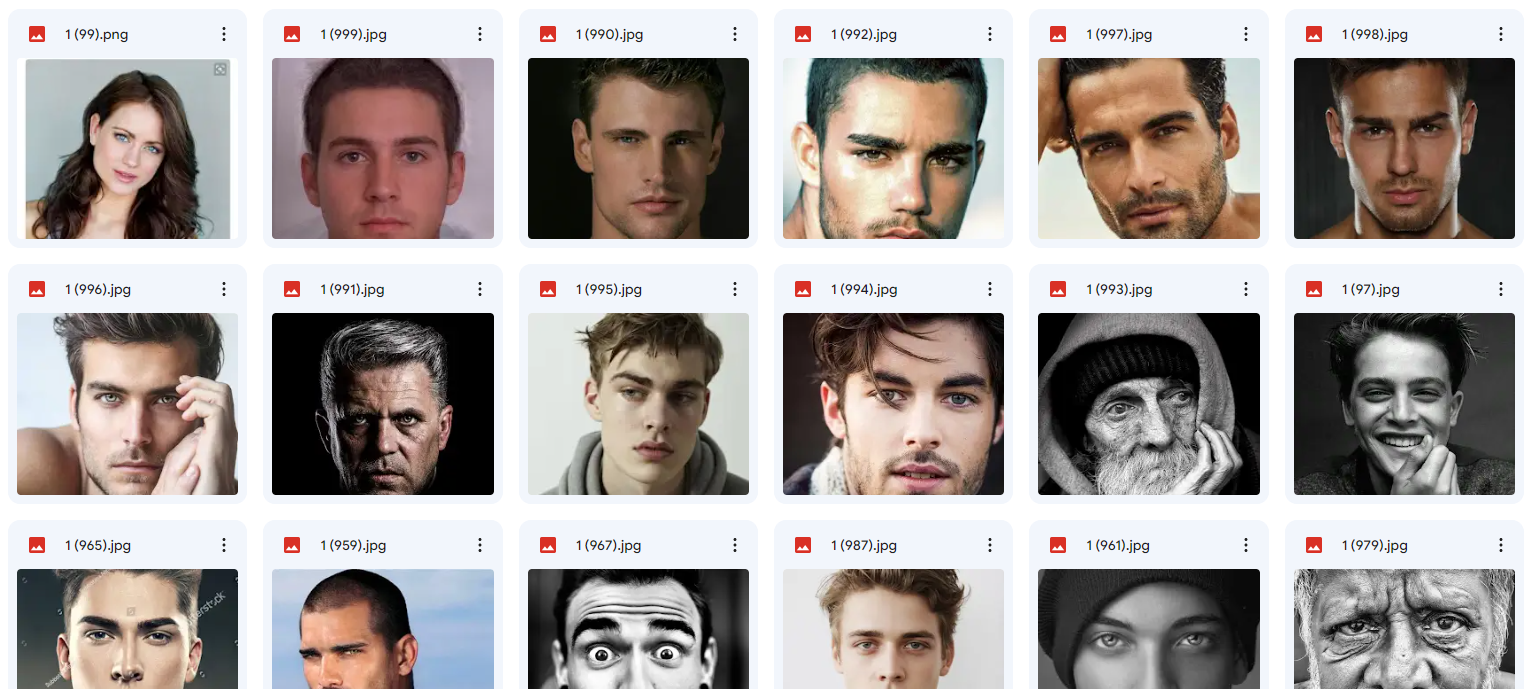 1 (99).png
1 (999).jpg
1 (990).jpg
1 (992).jpg
1 (997).jpg
1 (998).jpg
1 (996).jpg
1 (991).jpg
1 (995).jpg
1 (994).jpg
1 (993).jpg
1 (97).jpg
1 (965).jpg
1 (959).jpg
1 (967).jpg
1 (987).jpg
1 (961).jpg
1 (979).jpg